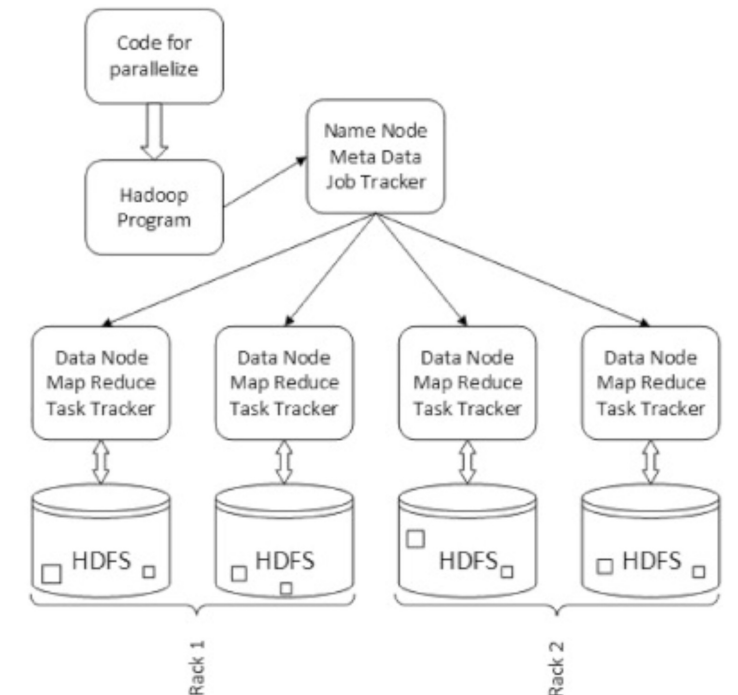 Code for
parallelize
Hadoop
Program
Name Node
Meta Data
Job Tracker
Data Node
Map Reduce
Task Tracker
Data Node
Map Reduce
Task Tracker
Data Node
Map Reduce
Task Tracker
Data Node
Map Reduce
Task Tracker
HDFS
HDFS
HDFS
HDFS
Rack 1
Rack 2